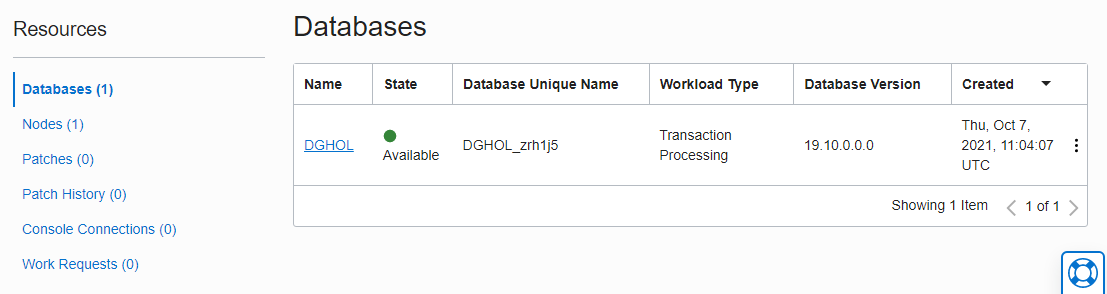 Resources
Databases (1)
Nodes (1)
Patches (0)
Patch History (0)
Console Connections (0)
Work Requests (0)
Databases
Name State Database Unique Name Workload Type Database Version Created
DGHOL Available DGHOL_zrh1j5 Transaction Processing 19.10.0.0.0 Thu, Oct 7, 2021, 11:04:07 UTC
Showing 1 Item 1 of 1